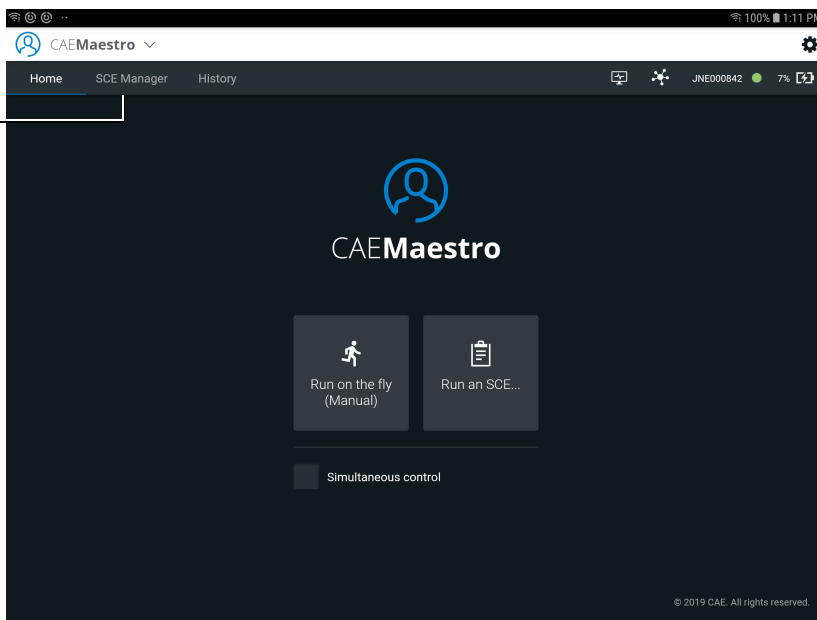 100% 1:11 PM
CAEMaestro
Home SCE Manager History JNE000842 7%
CAEMaestro
Run on the fly
(Manual)
Run an SCE...
Simultaneous control
© 2019 CAE. All rights reserved.